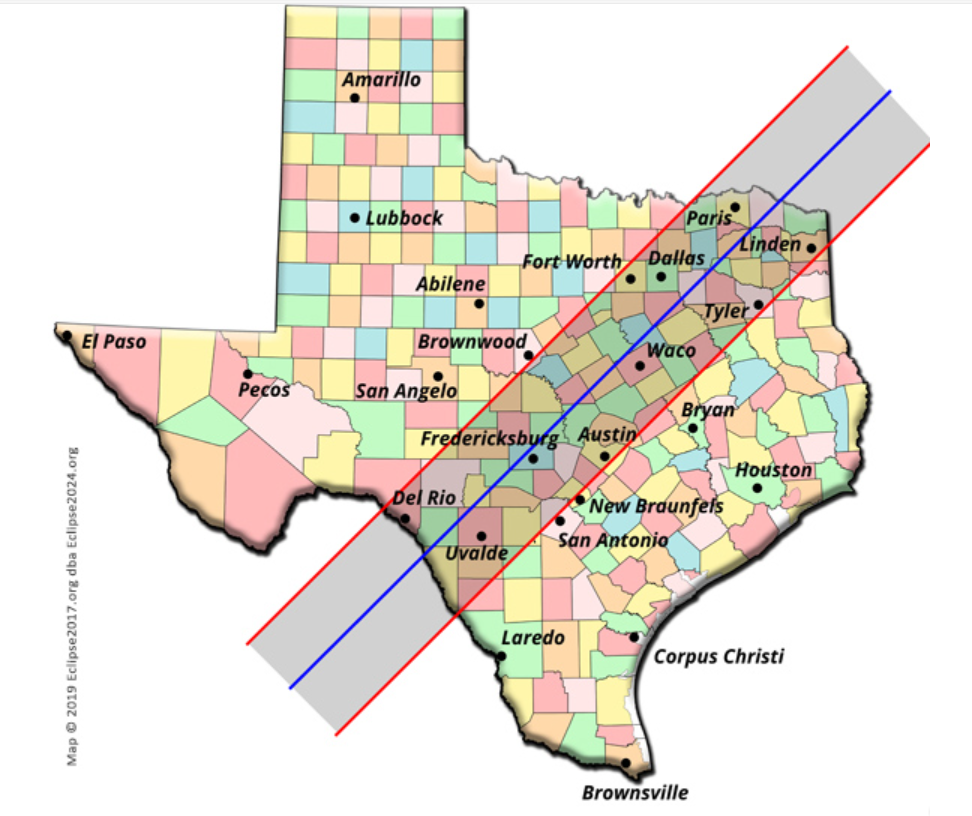 Amarillo
Lubbock
Paris
Linden
Fort Worth
Dallas
Abilene
Tyler
El Paso
Brownwood
Waco
Pecos
San Angelo
Bryan
Fredericksburg
Austin
Houston
Del Rio
New Braunfels
San Antonio
Uvalde
Laredo
Corpus Christi
Brownsville
Map © 2019 Eclipse2017.org dba Eclipse2024.org